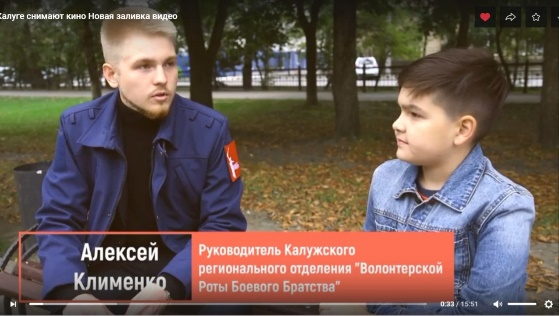 Калуге снимают кино Новая заливка видео
Алексей
Клименко
Руководитель Калужского
регионального отделения "Волонтерской
Роты Боевого Братства"
0:33 / 15:51